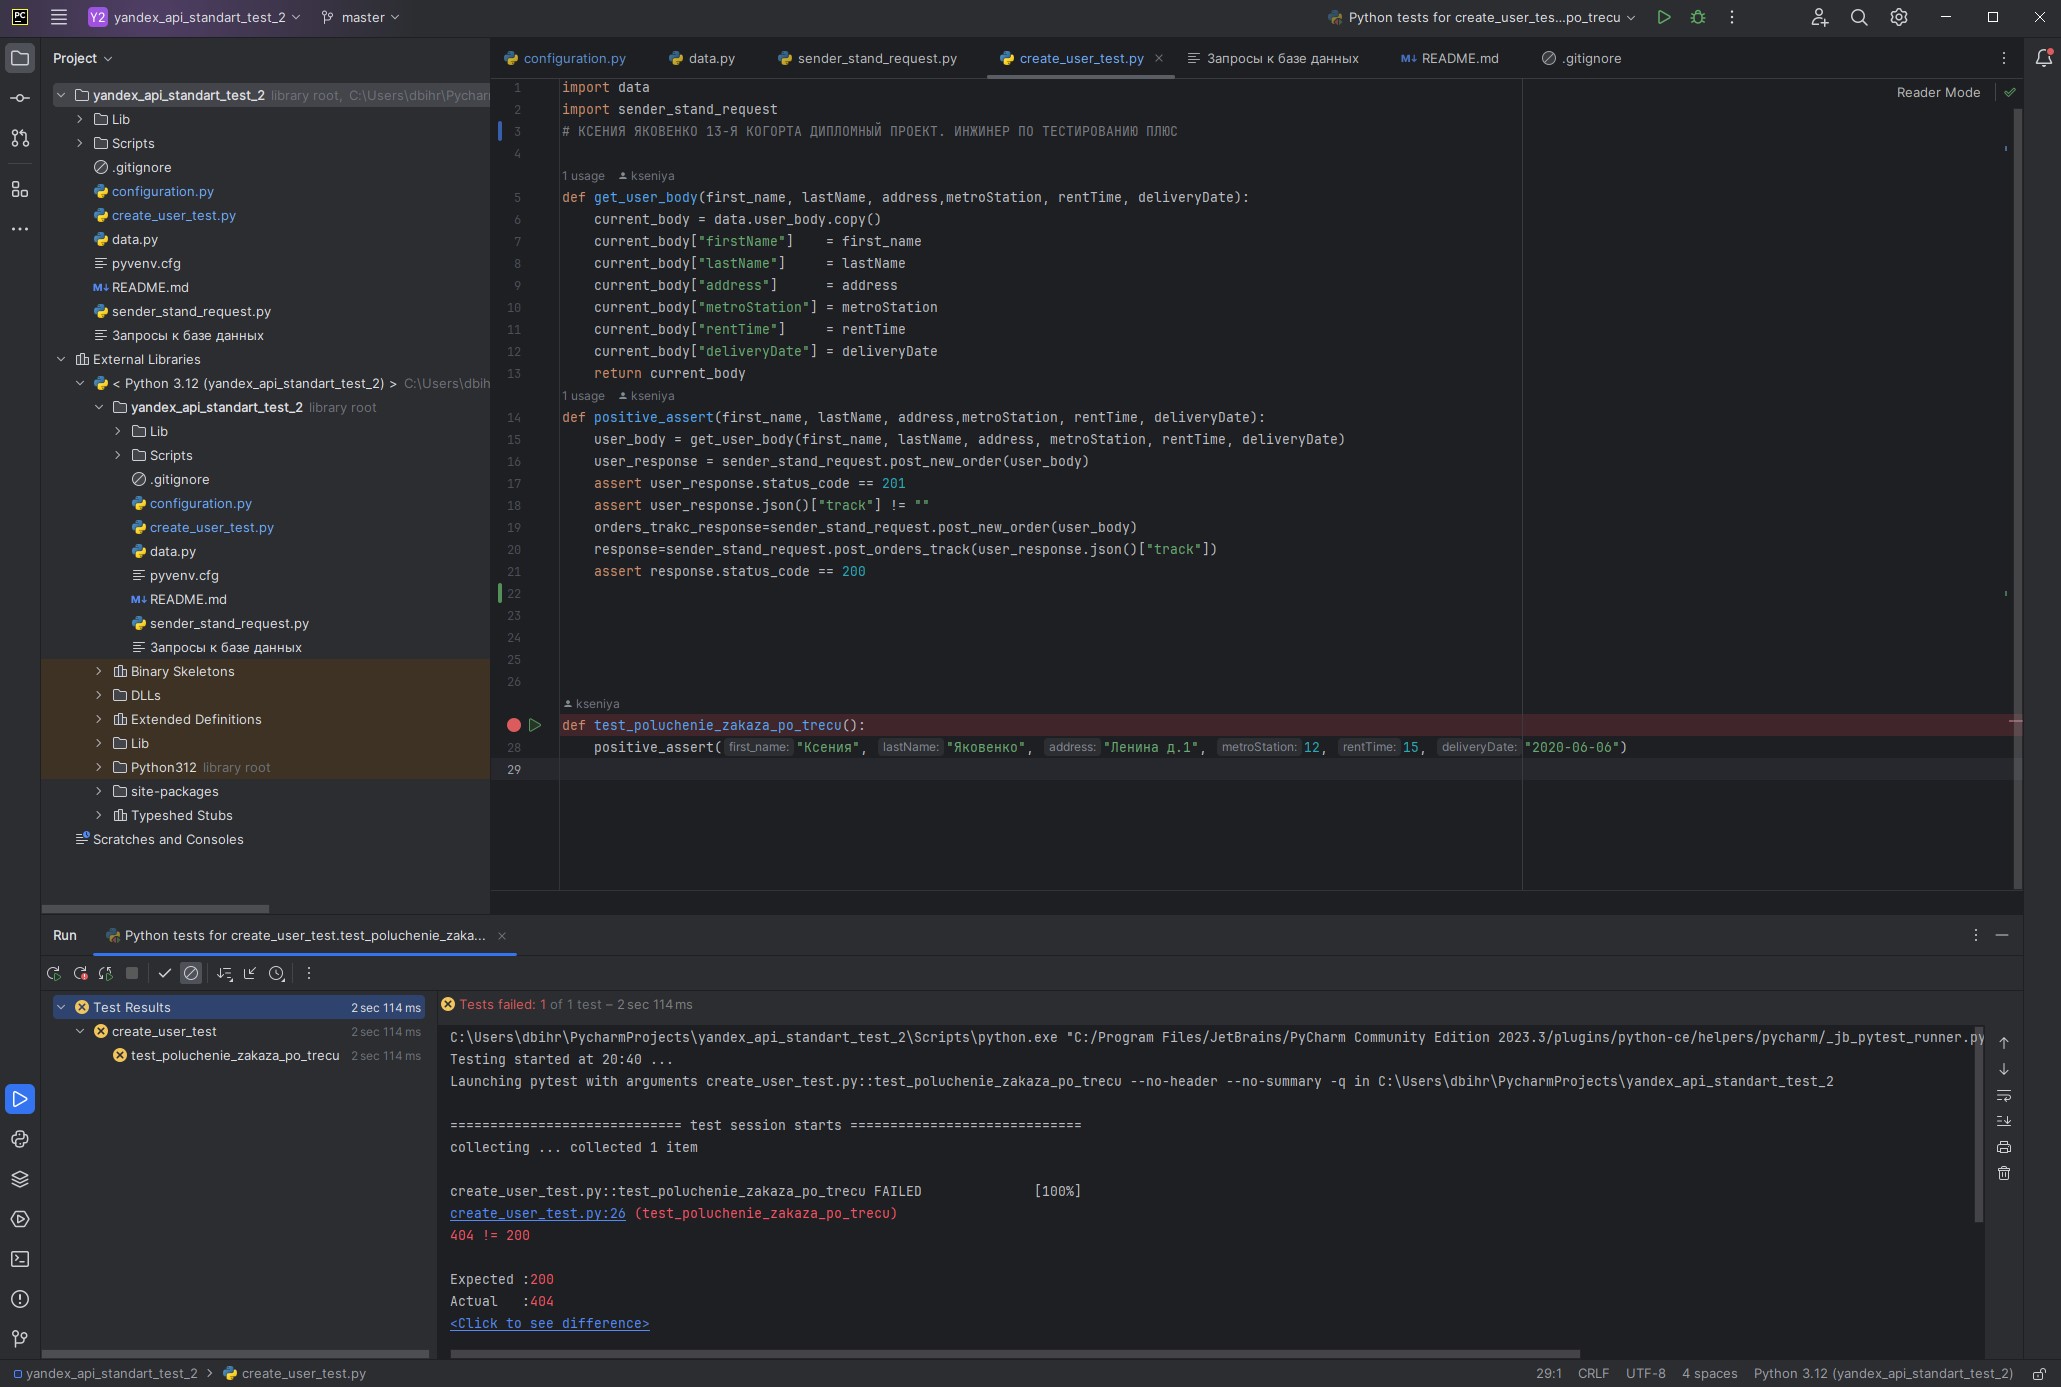 PC Y2 yandex_api_standart_test_2 master Python tests for create_user_tes...po_trecu
Project
configuration.py data.py sender_stand_request.py create_user_test.py Запросы к базе данных M↓ README.md .gitignore
yandex_api_standart_test_2 library root, C:\Users\dbihr\Pychar
Lib
Scripts
.gitignore
configuration.py
create_user_test.py
data.py
pyvenv.cfg
M↓ README.md
sender_stand_request.py
Запросы к базе данных
External Libraries
< Python 3.12 (yandex_api_standart_test_2) > C:\Users\dbih
yandex_api_standart_test_2 library root
Lib
Scripts
.gitignore
configuration.py
create_user_test.py
data.py
pyvenv.cfg
M↓ README.md
sender_stand_request.py
Запросы к базе данных
Binary Skeletons
DLLs
Extended Definitions
Lib
Python312 library root
site-packages
Typeshed Stubs
Scratches and Consoles
Reader Mode
1 import data
2 import sender_stand_request
3 # КСЕНИЯ ЯКОВЕНКО 13-Я КОГОРТА ДИПЛОМНЫЙ ПРОЕКТ. ИНЖИНЕР ПО ТЕСТИРОВАНИЮ ПЛЮС
4
1 usage kseniya
5 def get_user_body(first_name, lastName, address,metroStation, rentTime, deliveryDate):
6 current_body = data.user_body.copy()
7 current_body["firstName"] = first_name
8 current_body["lastName"] = lastName
9 current_body["address"] = address
10 current_body["metroStation"] = metroStation
11 current_body["rentTime"] = rentTime
12 current_body["deliveryDate"] = deliveryDate
13 return current_body
1 usage kseniya
14 def positive_assert(first_name, lastName, address,metroStation, rentTime, deliveryDate):
15 user_body = get_user_body(first_name, lastName, address, metroStation, rentTime, deliveryDate)
16 user_response = sender_stand_request.post_new_order(user_body)
17 assert user_response.status_code == 201
18 assert user_response.json()["track"] != ""
19 orders_trakc_response=sender_stand_request.post_new_order(user_body)
20 response=sender_stand_request.post_orders_track(user_response.json()["track"])
21 assert response.status_code == 200
22
23
24
25
26
kseniya
def test_poluchenie_zakaza_po_trecu():
28 positive_assert( first_name: "Ксения", lastName: "Яковенко", address: "Ленина д.1", metroStation: 12, rentTime: 15, deliveryDate: "2020-06-06")
29
Run Python tests for create_user_test.test_poluchenie_zaka...
Test Results 2 sec 114 ms
create_user_test 2 sec 114 ms
test_poluchenie_zakaza_po_trecu 2 sec 114 ms
Tests failed: 1 of 1 test – 2 sec 114 ms
C:\Users\dbihr\PycharmProjects\yandex_api_standart_test_2\Scripts\python.exe "C:/Program Files/JetBrains/PyCharm Community Edition 2023.3/plugins/python-ce/helpers/pycharm/_jb_pytest_runner.py
Testing started at 20:40 ...
Launching pytest with arguments create_user_test.py::test_poluchenie_zakaza_po_trecu --no-header --no-summary -q in C:\Users\dbihr\PycharmProjects\yandex_api_standart_test_2
============================= test session starts =============================
collecting ... collected 1 item
create_user_test.py::test_poluchenie_zakaza_po_trecu FAILED [100%]
create_user_test.py:26 (test_poluchenie_zakaza_po_trecu)
404 != 200
Expected :200
Actual :404
<Click to see difference>
yandex_api_standart_test_2 > create_user_test.py 29:1 CRLF UTF-8 4 spaces Python 3.12 (yandex_api_standart_test_2)